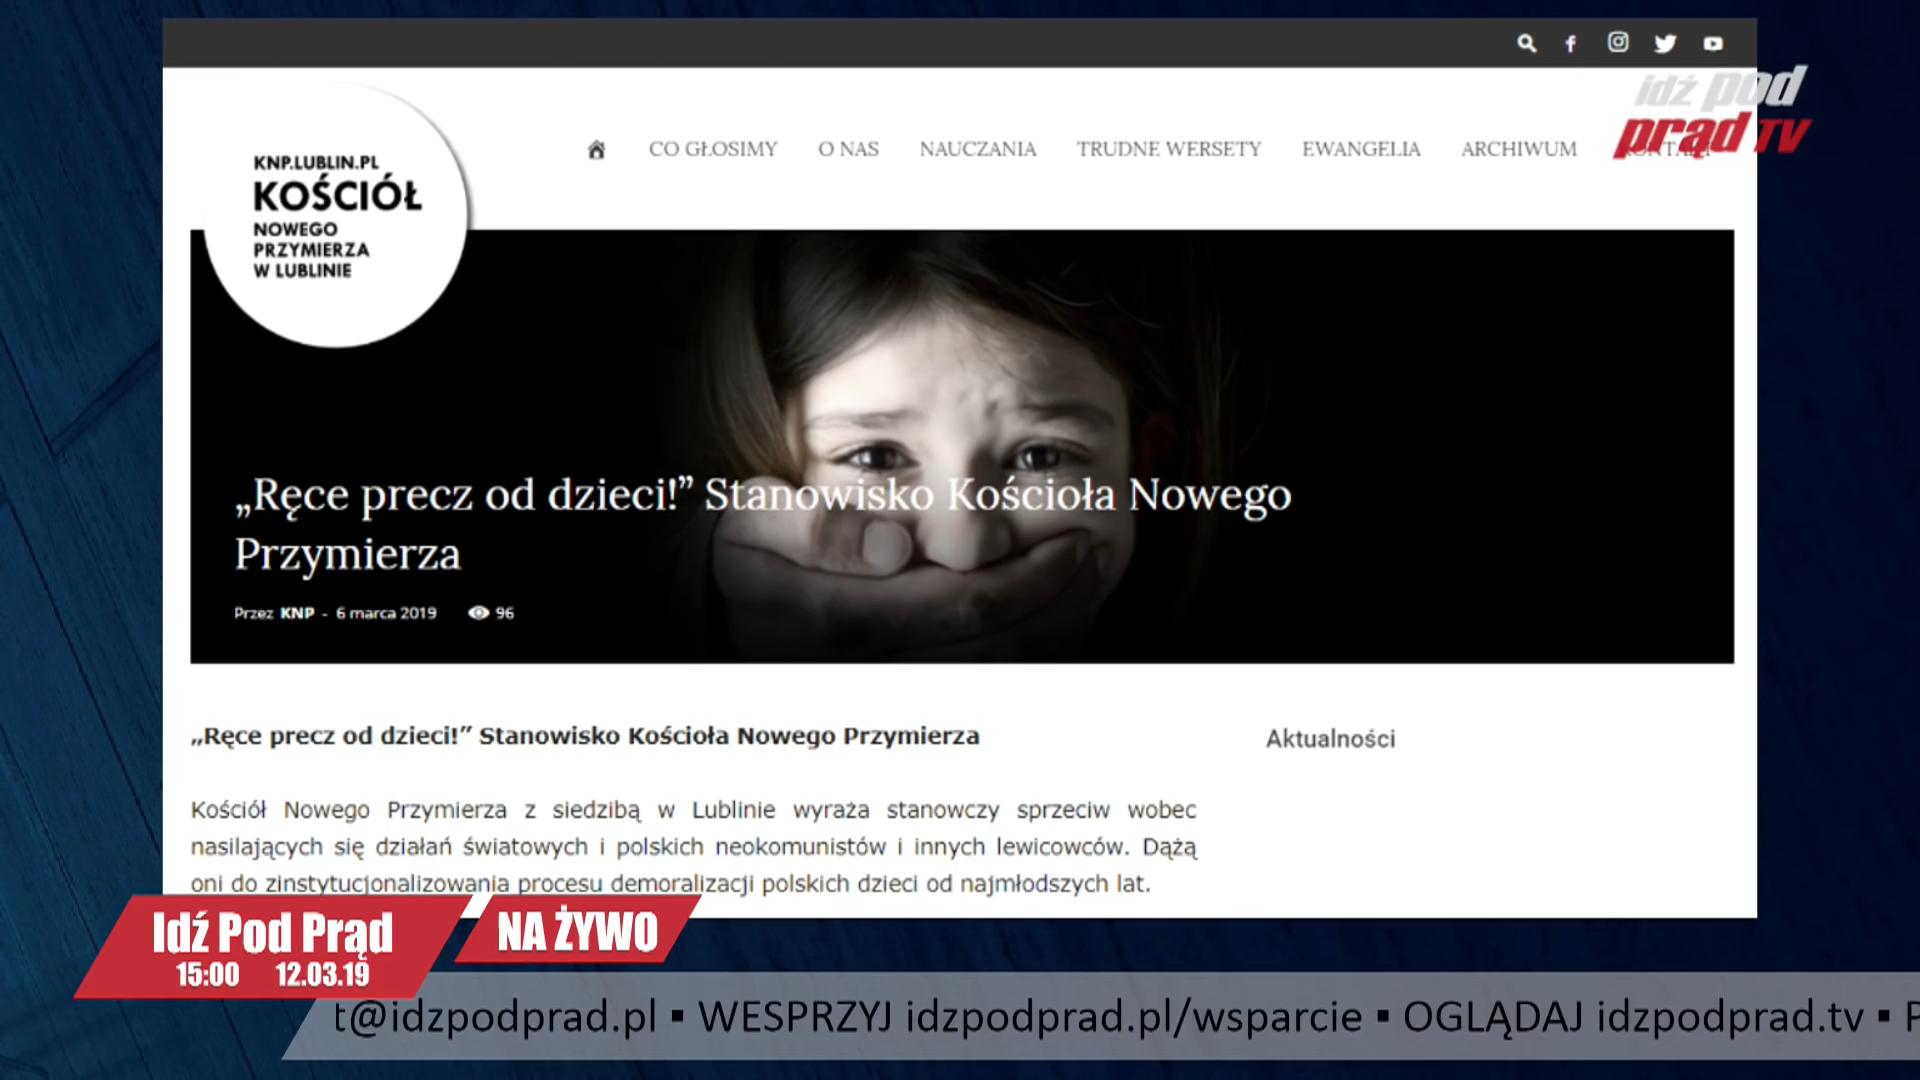 idź pod
prąd TV
KNP.LUBLIN.PL
KOŚCIÓŁ
NOWEGO
PRZYMIERZA
W LUBLINIE
CO GŁOSIMY O NAS NAUCZANIA TRUDNE WERSETY EWANGELIA ARCHIWUM
„Ręce precz od dzieci!” Stanowisko Kościoła Nowego
Przymierza
Przez KNP - 6 marca 2019 96
„Ręce precz od dzieci!” Stanowisko Kościoła Nowego Przymierza
Aktualności
Kościół Nowego Przymierza z siedzibą w Lublinie wyraża stanowczy sprzeciw wobec
nasilających się działań światowych i polskich neokomunistów i innych lewicowców. Dążą
oni do zinstytucjonalizowania procesu demoralizacji polskich dzieci od najmłodszych lat.
Idź Pod Prąd
15:00 12.03.19
NA ŻYWO
t@idzpodprad.pl ▪ WESPRZYJ idzpodprad.pl/wsparcie ▪ OGLĄDAJ idzpodprad.tv ▪ P